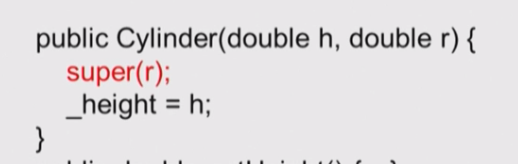 public Cylinder(double h, double r) {
super(r);
_height = h;
}